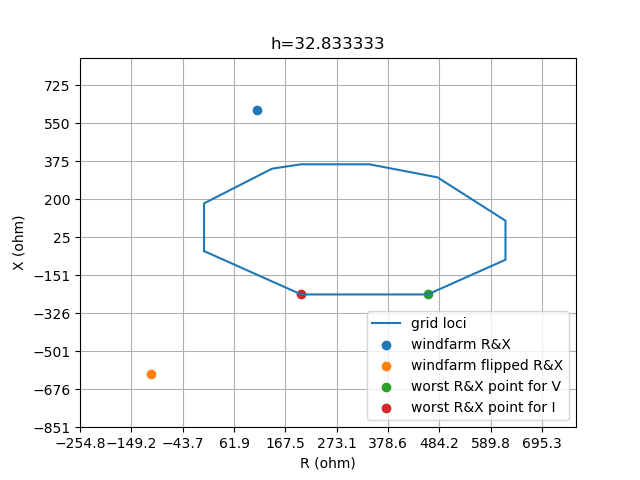 h=32.833333
725
550
375
200
25
−151
−326
−501
−676
−851
X (ohm)
grid loci
windfarm R&X
windfarm flipped R&X
worst R&X point for V
worst R&X point for I
−254.8 −149.2 −43.7 61.9 167.5 273.1 378.6 484.2 589.8 695.3
R (ohm)